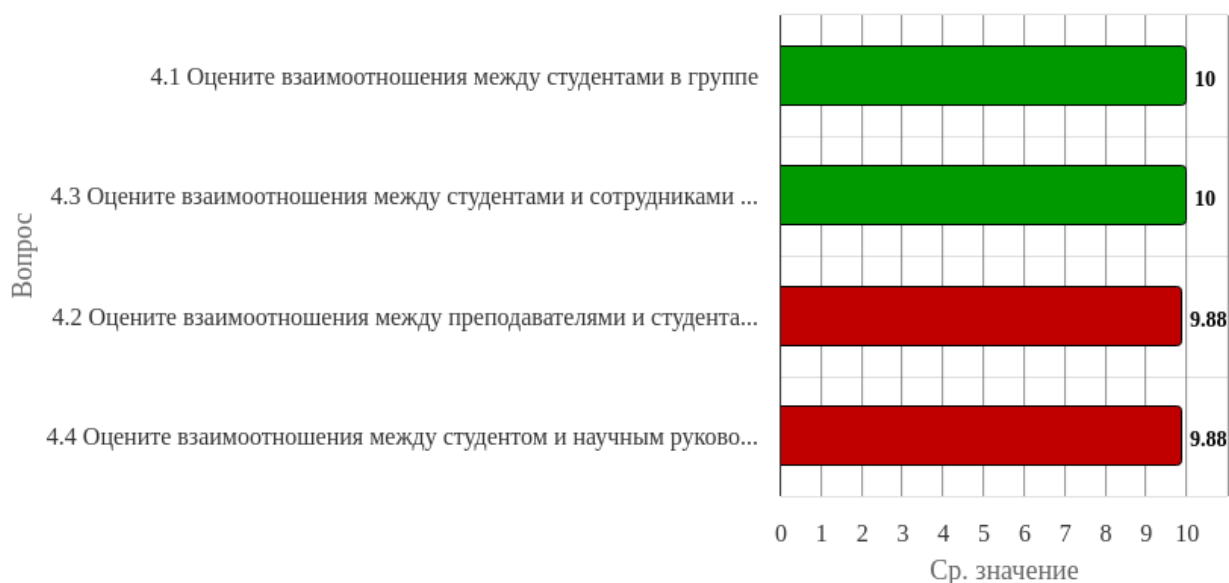 4.1 Оцените взаимоотношения между студентами в группе
10
4.3 Оцените взаимоотношения между студентами и сотрудниками ...
10
Вопрос
4.2 Оцените взаимоотношения между преподавателями и студента...
9.88
4.4 Оцените взаимоотношения между студентом и научным руково...
9.88
0 1 2 3 4 5 6 7 8 9 10
Ср. значение